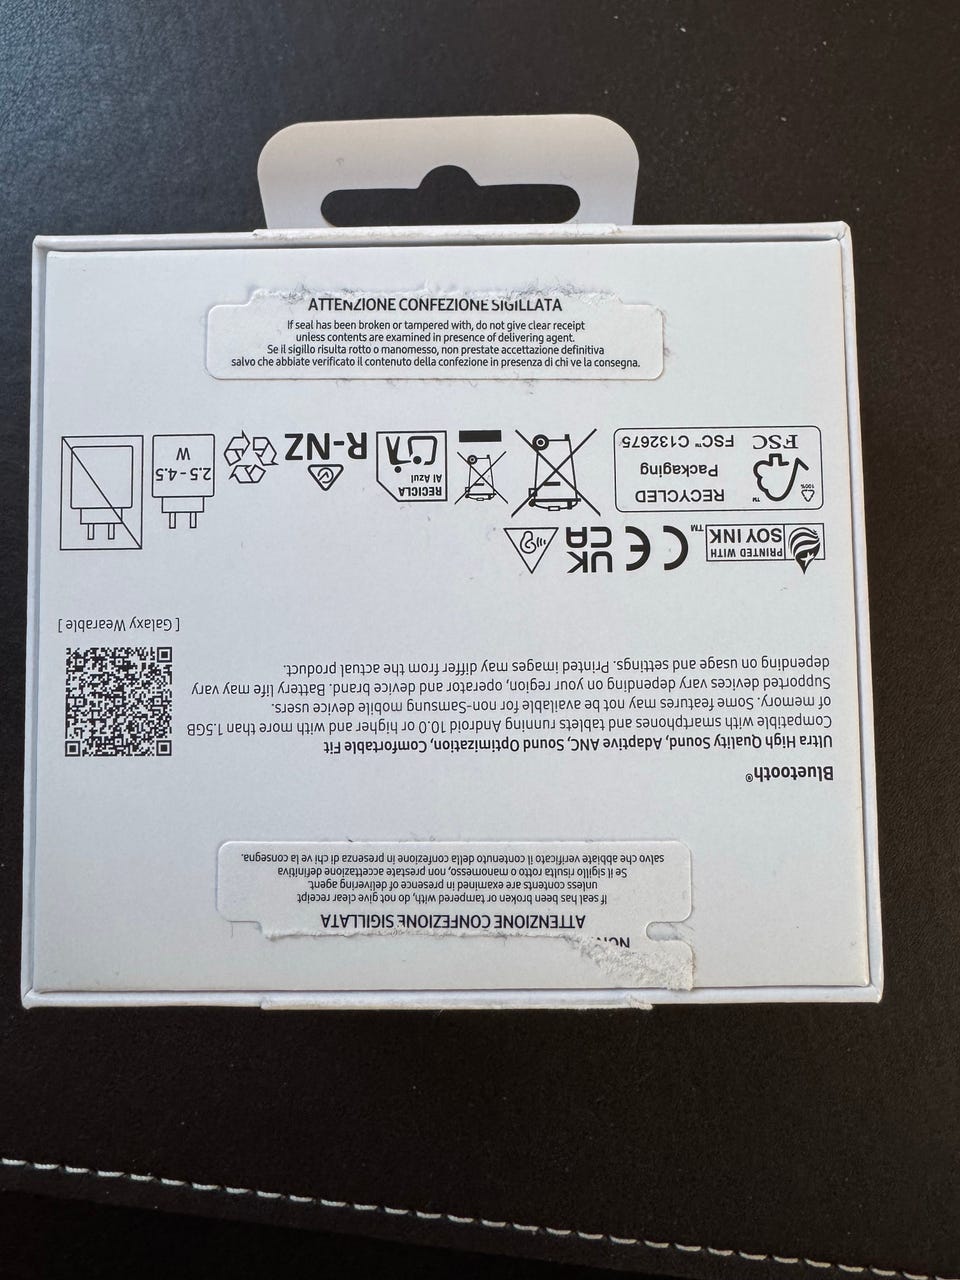 ATTENZIONE CONFEZIONE SIGILLATA
If seal has been broken or tampered with, do not give clear receipt
unless contents are examined in presence of delivering agent.
Se il sigillo risulta rotto o manomesso, non prestate accettazione definitiva
salvo che abbiate verificato il contenuto della confezione in presenza di chi ve la consegna.
Bluetooth®
Ultra High Quality Sound, Adaptive ANC, Sound Optimization, Comfortable Fit
Compatible with smartphones and tablets running Android 10.0 or higher and with more than 1.5GB
of memory. Some features may not be available for non-Samsung mobile device users.
Supported devices vary depending on your region, operator and device brand. Battery life may vary
depending on usage and settings. Printed images may differ from the actual product.
[ Galaxy Wearable ]
PRINTED WITH
SOY INK™
CE
UK
CA
100%
FSC
FSC™ C132675
RECYCLED
Packaging
RECICLA
Al Azul
R-NZ
2.5 - 4.5
W
ATTENZIONE CONFEZIONE SIGILLATA
If seal has been broken or tampered with, do not give clear receipt
unless contents are examined in presence of delivering agent.
Se il sigillo risulta rotto o manomesso, non prestate accettazione definitiva
salvo che abbiate verificato il contenuto della confezione in presenza di chi ve la consegna.